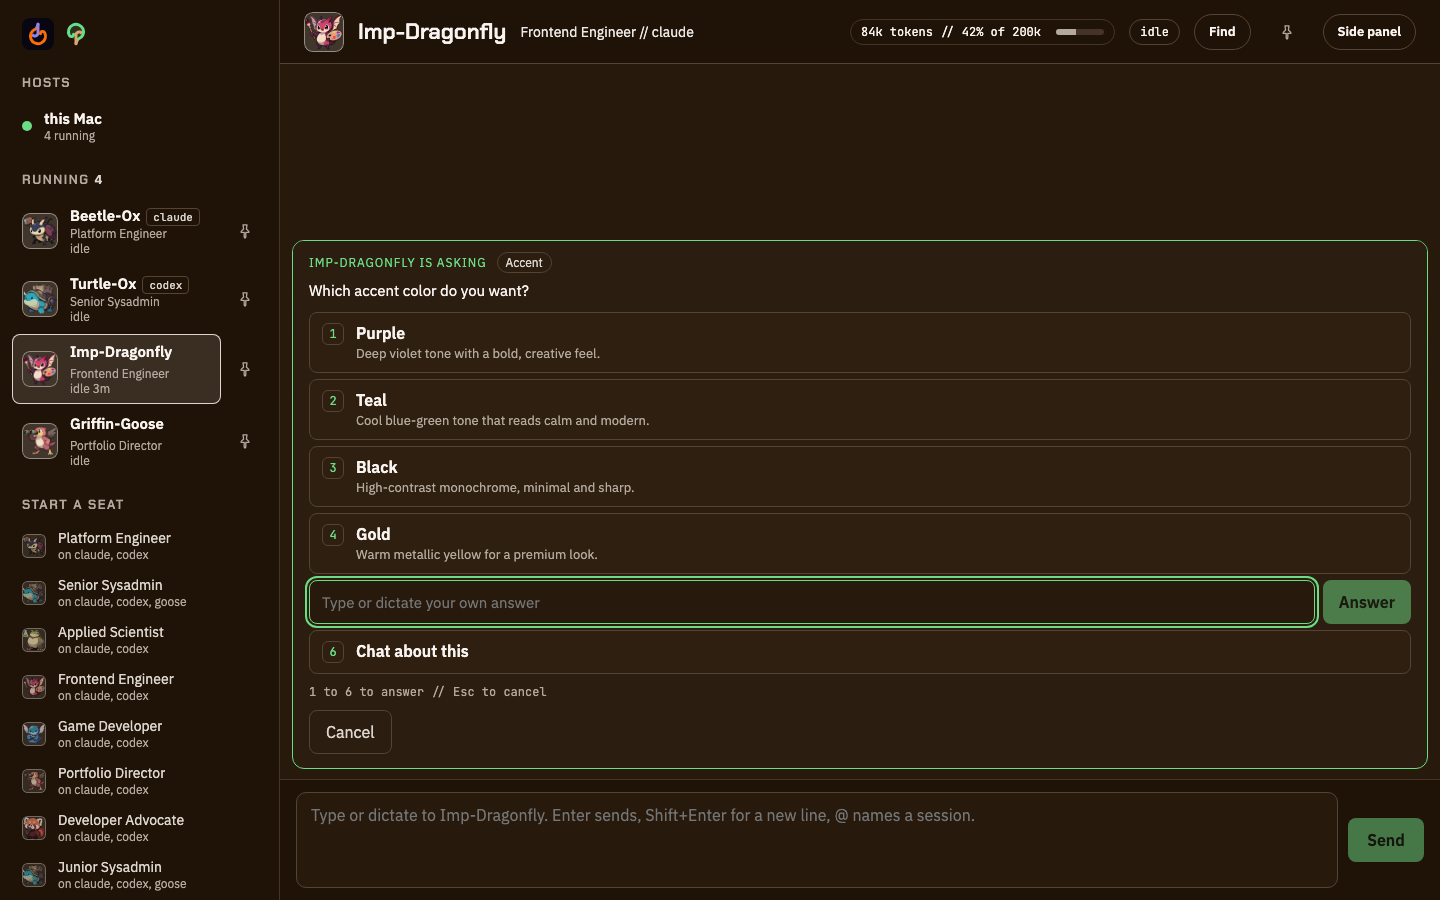 HOSTS
this Mac
4 running
RUNNING 4
Beetle-Ox claude
Platform Engineer
idle
Turtle-Ox codex
Senior Sysadmin
idle
Imp-Dragonfly
Frontend Engineer
idle 3m
Griffin-Goose
Portfolio Director
idle
START A SEAT
Platform Engineer
on claude, codex
Senior Sysadmin
on claude, codex, goose
Applied Scientist
on claude, codex
Frontend Engineer
on claude, codex
Game Developer
on claude, codex
Portfolio Director
on claude, codex
Developer Advocate
on claude, codex
Junior Sysadmin
on claude, codex, goose
Imp-Dragonfly Frontend Engineer // claude
84k tokens // 42% of 200k
idle
Find
Side panel
IMP-DRAGONFLY IS ASKING Accent
Which accent color do you want?
1 Purple
Deep violet tone with a bold, creative feel.
2 Teal
Cool blue-green tone that reads calm and modern.
3 Black
High-contrast monochrome, minimal and sharp.
4 Gold
Warm metallic yellow for a premium look.
Type or dictate your own answer
Answer
6 Chat about this
1 to 6 to answer // Esc to cancel
Cancel
Type or dictate to Imp-Dragonfly. Enter sends, Shift+Enter for a new line, @ names a session.
Send